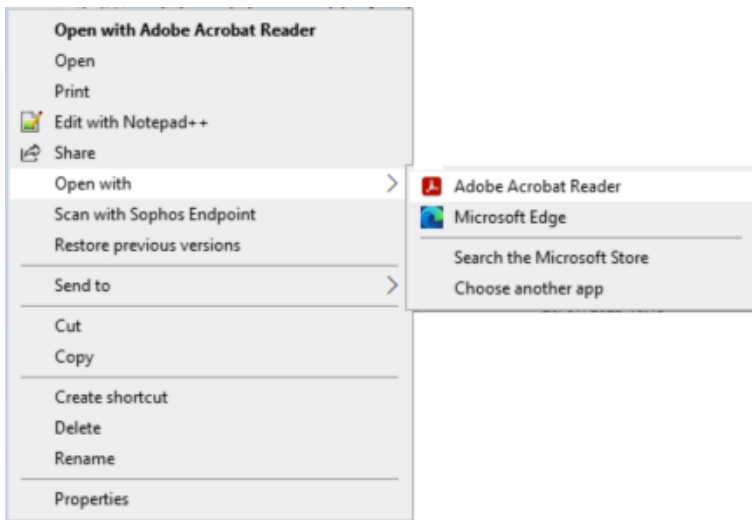 Open with Adobe Acrobat Reader
Open
Print
Edit with Notepad++
Share
Open with
Scan with Sophos Endpoint
Restore previous versions
Send to
Cut
Copy
Create shortcut
Delete
Rename
Properties
Adobe Acrobat Reader
Microsoft Edge
Search the Microsoft Store
Choose another app